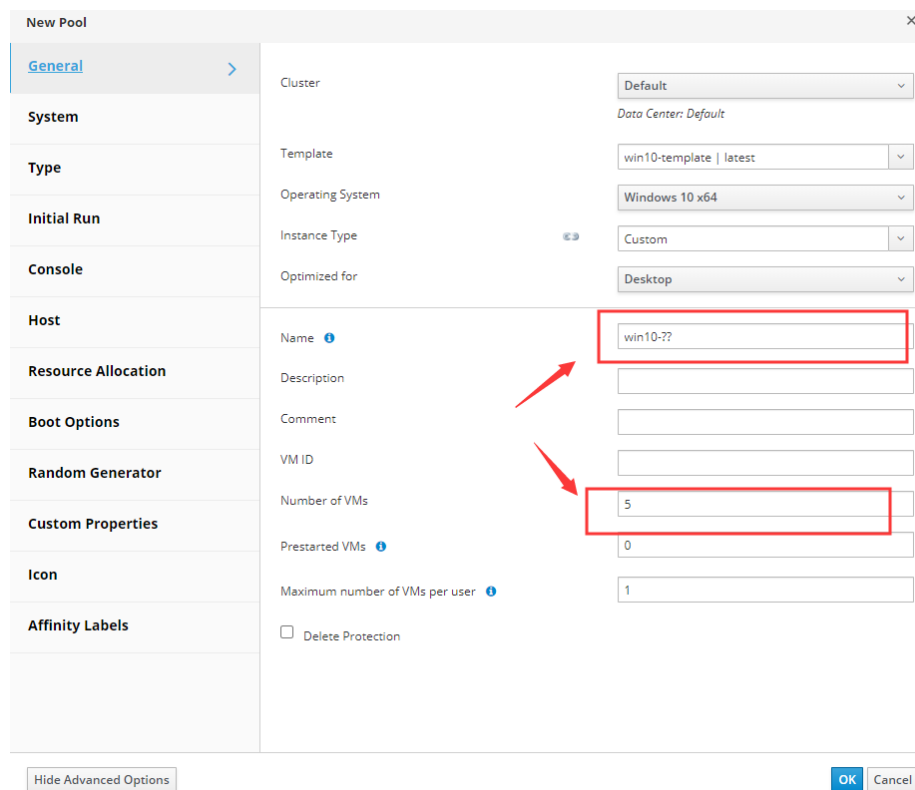 New Pool
×
General
System
Type
Initial Run
Console
Host
Resource Allocation
Boot Options
Random Generator
Custom Properties
Icon
Affinity Labels
Cluster
Default
Data Center: Default
Template
win10-template | latest
Operating System
Windows 10 x64
Instance Type
Custom
Optimized for
Desktop
Name
win10-??
Description
Comment
VM ID
Number of VMs
5
Prestarted VMs
0
Maximum number of VMs per user
1
Delete Protection
Hide Advanced Options
OK
Cancel